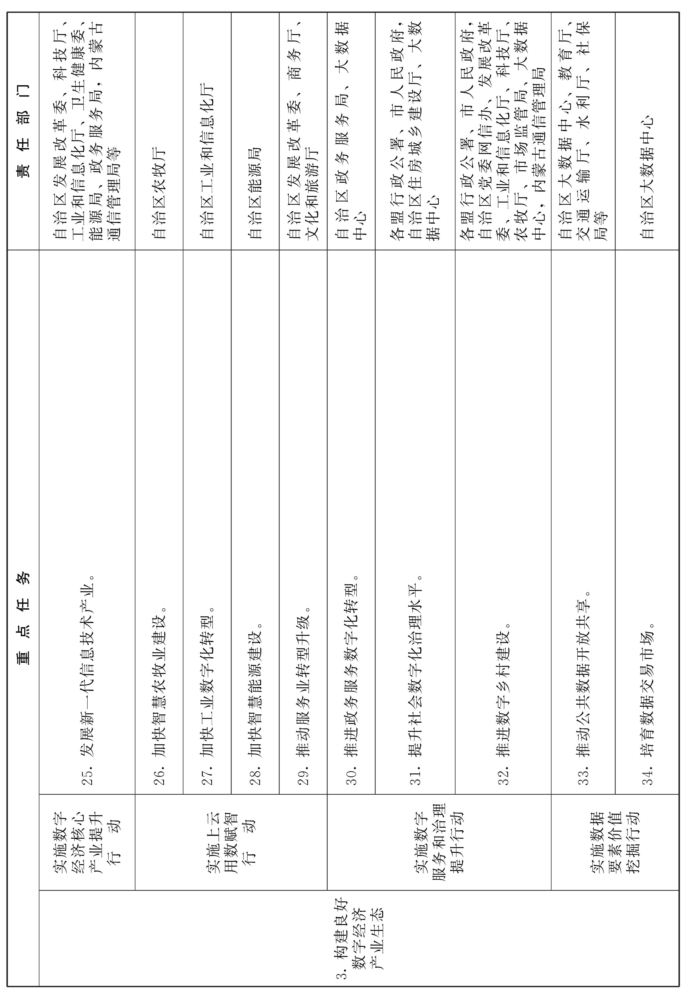 重点任务
责任部门
3. 构建良好
数字经济
产业生态
实施数字
经济核心
产业提升
行动
25. 发展新一代信息技术产业。
自治区发展改革委、科技厅、
工业和信息化厅、卫生健康委、
能源局、政务服务局，内蒙古
通信管理局等
实施上云
用数赋智
行动
26. 加快智慧农牧业建设。
自治区农牧厅
27. 加快工业数字化转型。
自治区工业和信息化厅
28. 加快智慧能源建设。
自治区能源局
29. 推动服务业转型升级。
自治区发展改革委、商务厅、
文化和旅游厅
实施数字
服务和治理
提升行动
30. 推进政务服务数字化转型。
自治区政务服务局、大数据
中心
31. 提升社会数字化治理水平。
各盟行政公署、市人民政府，
自治区住房城乡建设厅、大数
据中心
32. 推进数字乡村建设。
各盟行政公署、市人民政府，
自治区党委网信办、发展改革
委、工业和信息化厅、科技厅、
农牧厅、市场监管局、大数据
中心，内蒙古通信管理局
实施数据
要素价值
挖掘行动
33. 推动公共数据开放共享。
自治区大数据中心、教育厅、
交通运输厅、水利厅、社保
局等
34. 培育数据交易市场。
自治区大数据中心